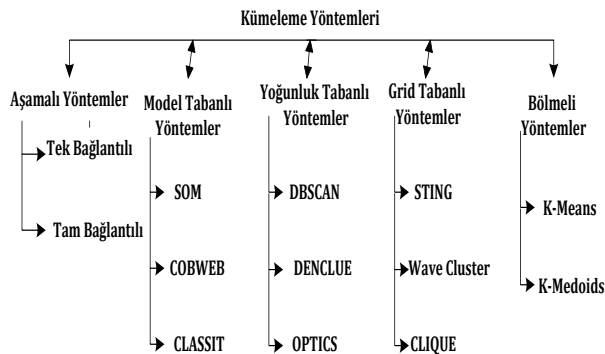 Kümeleme Yöntemleri
Aşamalı Yöntemler
Tek Bağlantılı
Tam Bağlantılı
Model Tabanlı
Yöntemler
SOM
COBWEB
CLASSIT
Yoğunluk Tabanlı
Yöntemler
DBSCAN
DENCLUE
OPTICS
Grid Tabanlı
Yöntemler
STING
Wave Cluster
CLIQUE
Bölmeli
Yöntemler
K-Means
K-Medoids